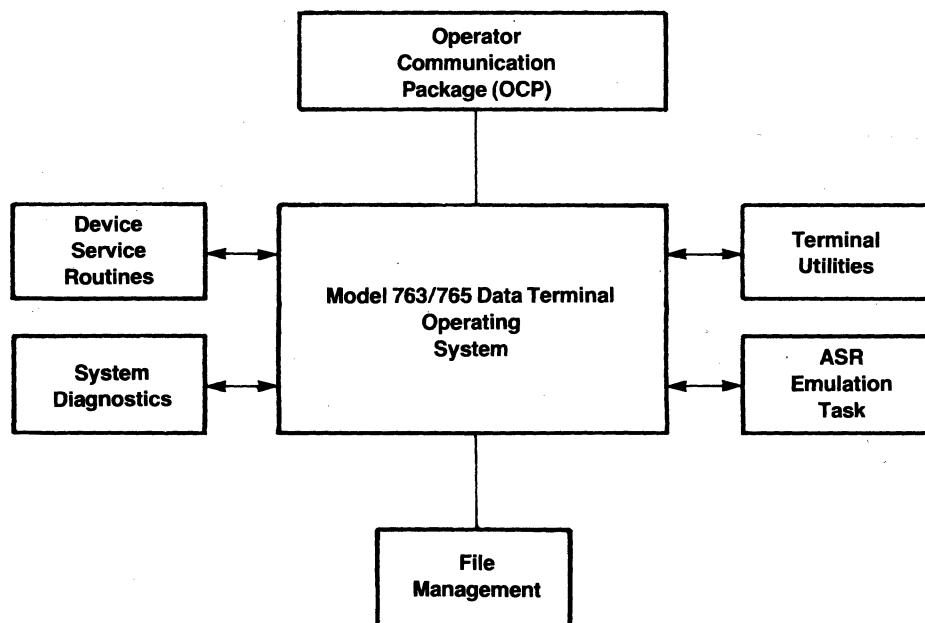 Operator
Communication
Package (OCP)
Device
Service
Routines
Terminal
Utilities
Model 763/765 Data Terminal
Operating
System
System
Diagnostics
ASR
Emulation
Task
File
Management